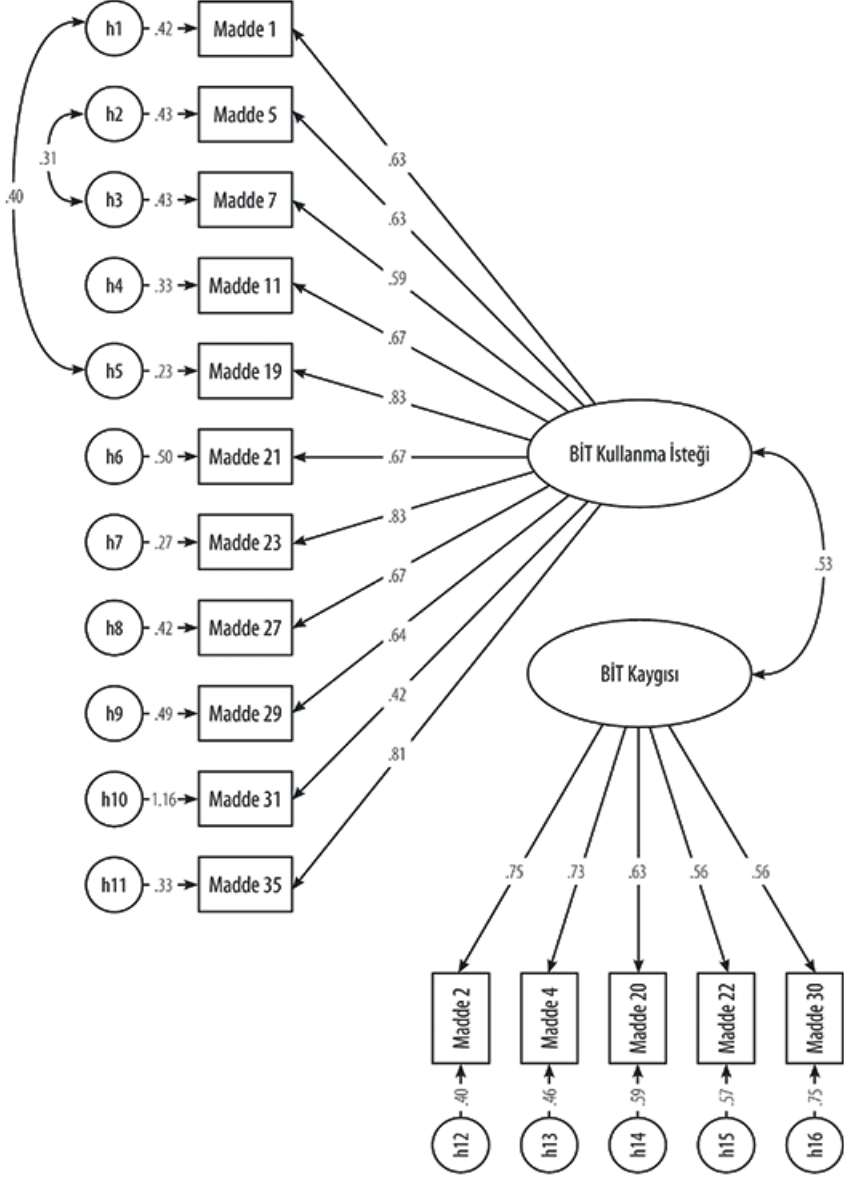 h1 .42 Madde 1
.63
h2 .43 Madde 5
.63
.31
.40
h3 .43 Madde 7
.59
h4 .33 Madde 11
.67
h5 .23 Madde 19
.83
h6 .50 Madde 21
.67
BİT Kullanma İsteği
h7 .27 Madde 23
.83
.53
h8 .42 Madde 27
.67
.64
BİT Kaygısı
h9 .49 Madde 29
.42
.81
h10 1,16 Madde 31
h11 .33 Madde 35
.75 .73 .63 .56 .56
Madde 2 Madde 4 Madde 20 Madde 22 Madde 30
.40 .46 .59 .57 .75
h12 h13 h14 h15 h16